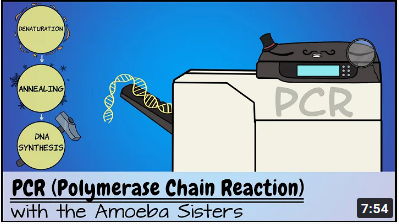 DENATURATION
ANNEALING
DNA
SYNTHESIS
PCR
PCR (Polymerase Chain Reaction)
with the Amoeba Sisters
7:54